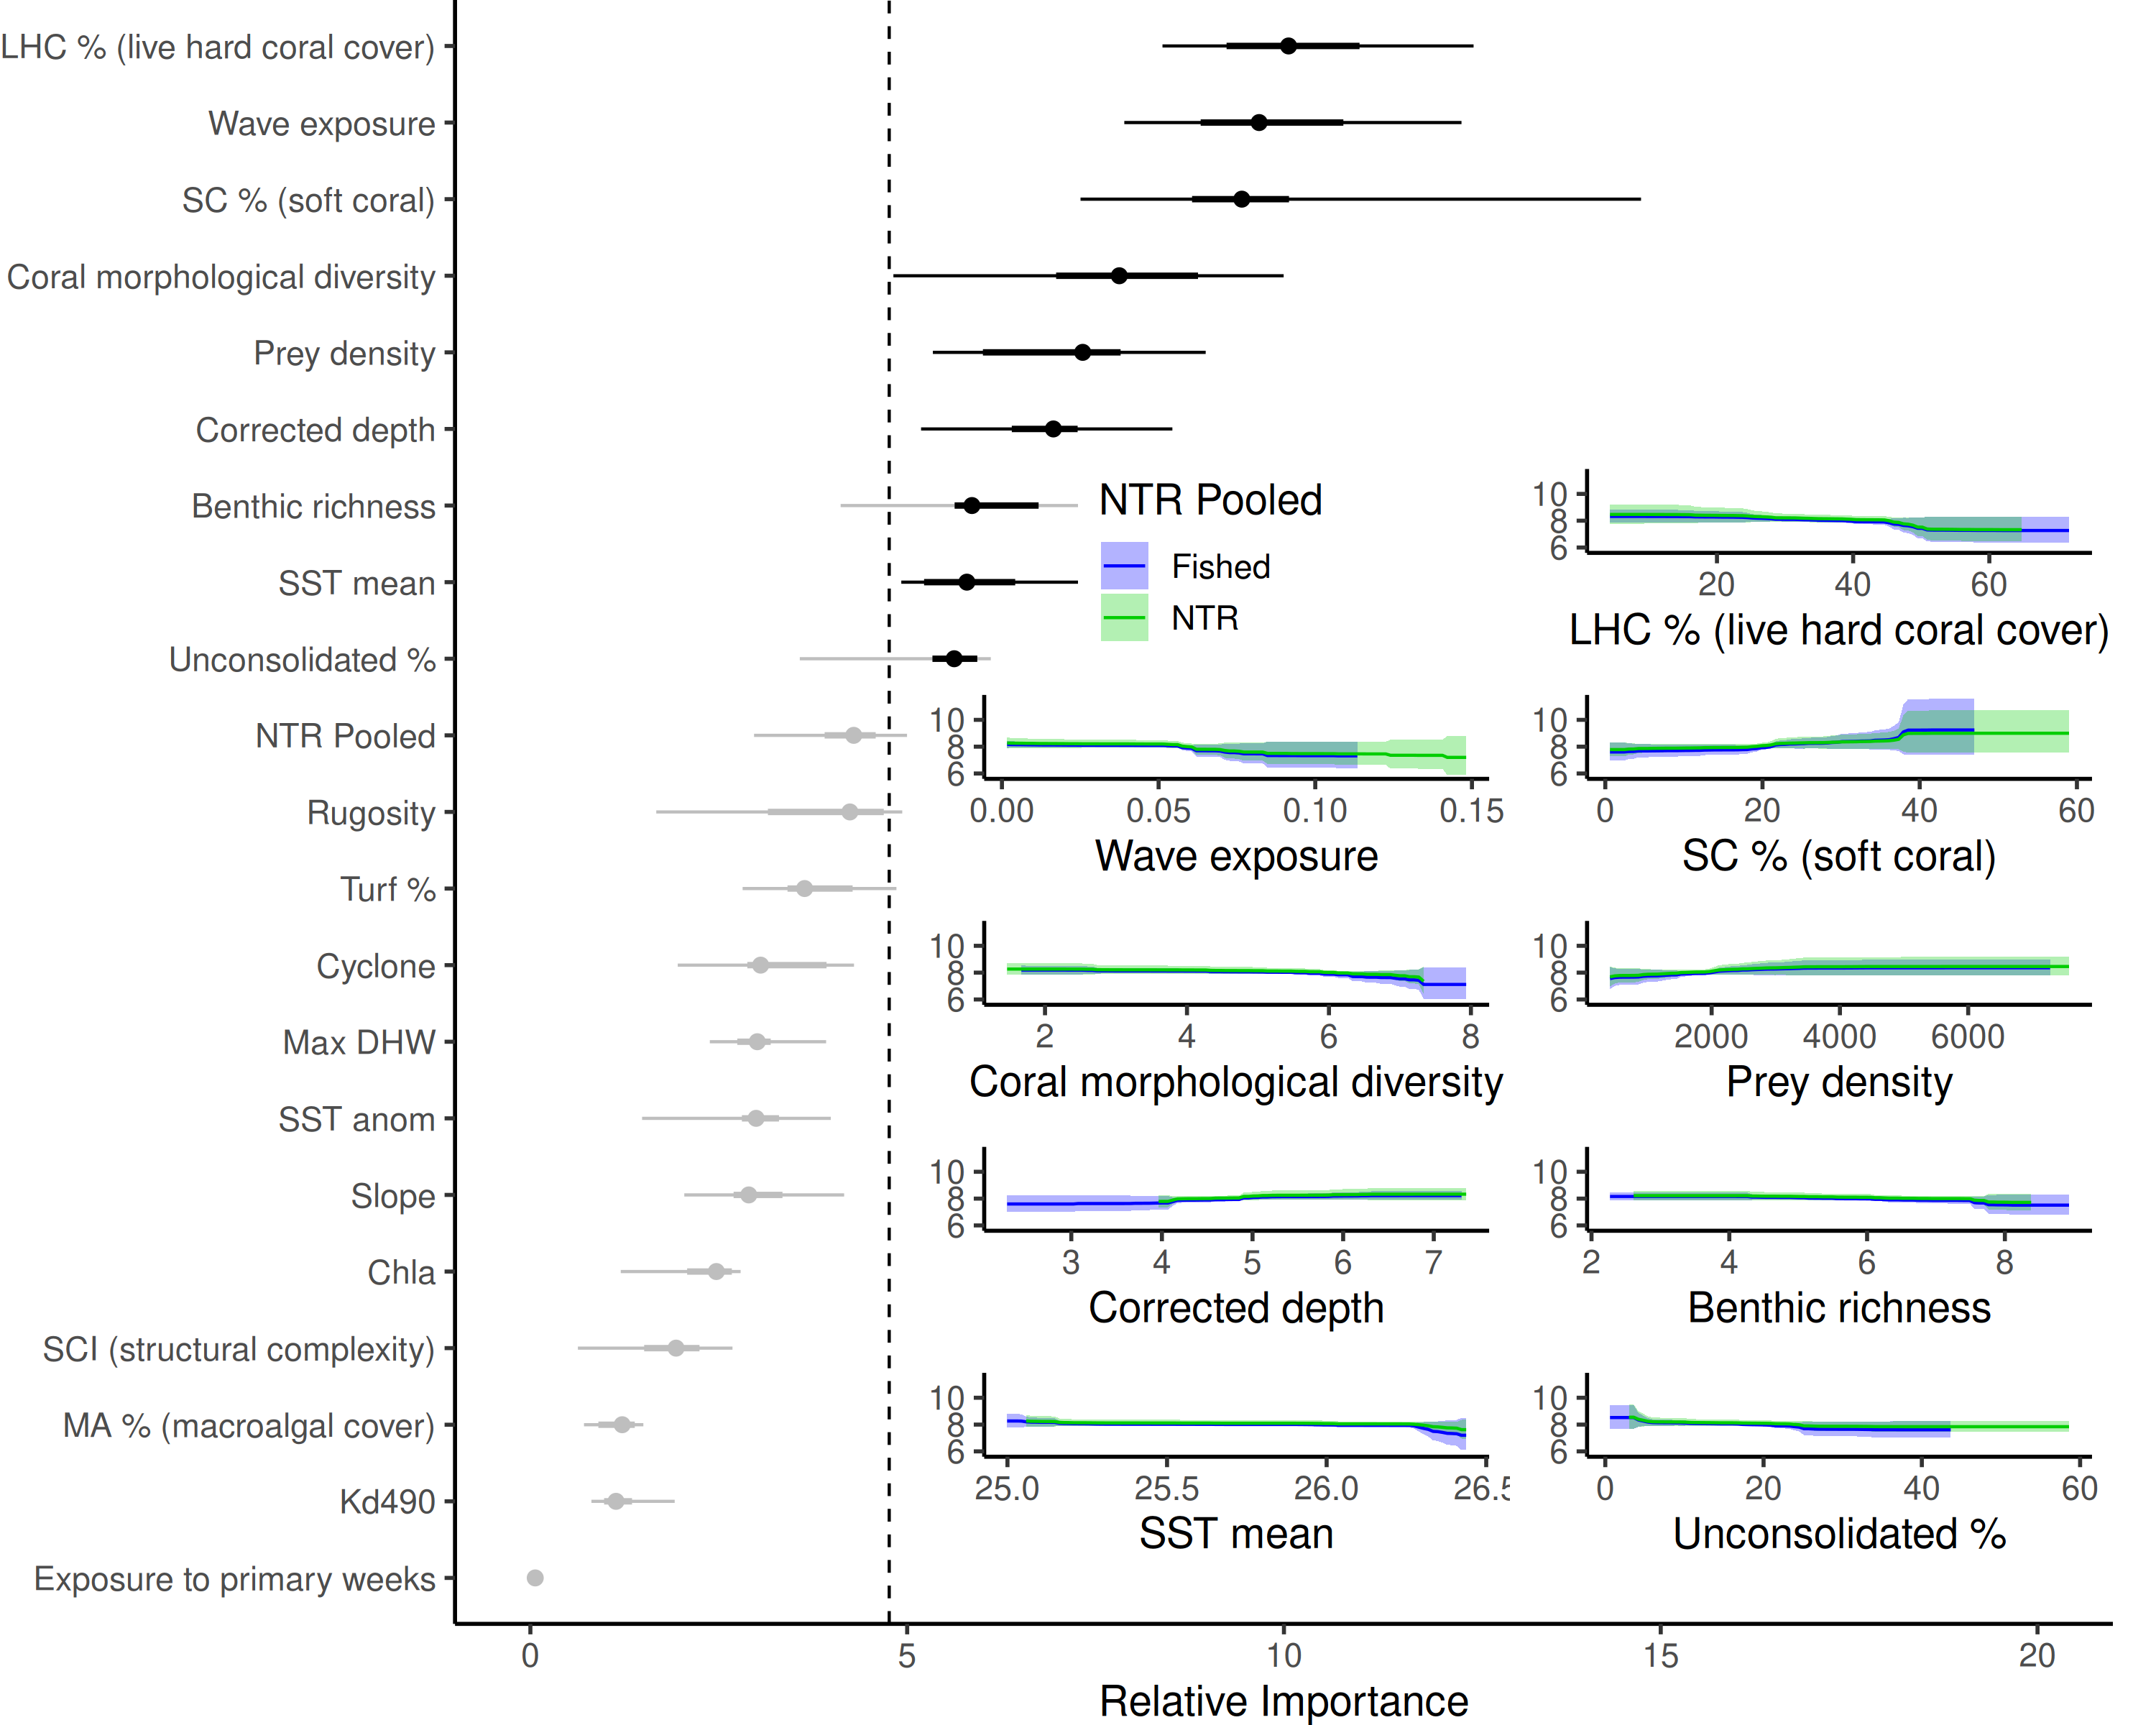 LHC % (live hard coral cover)
Wave exposure
SC % (soft coral)
Coral morphological diversity
Prey density
Corrected depth
Benthic richness
SST mean
Unconsolidated %
NTR Pooled
Rugosity
Turf %
Cyclone
Max DHW
SST anom
Slope
Chla
SCI (structural complexity)
MA % (macroalgal cover)
Kd490
Exposure to primary weeks
0 5 10 15 20
Relative Importance
NTR Pooled
Fished
NTR
10
8
6
20 40 60
LHC % (live hard coral cover)
10
8
6
0.00 0.05 0.10 0.15
Wave exposure
10
8
6
0 20 40 60
SC % (soft coral)
10
8
6
2 4 6 8
Coral morphological diversity
10
8
6
2000 4000 6000
Prey density
10
8
6
3 4 5 6 7
Corrected depth
10
8
6
2 4 6 8
Benthic richness
10
8
6
25.0 25.5 26.0 26.5
SST mean
10
8
6
0 20 40 60
Unconsolidated %